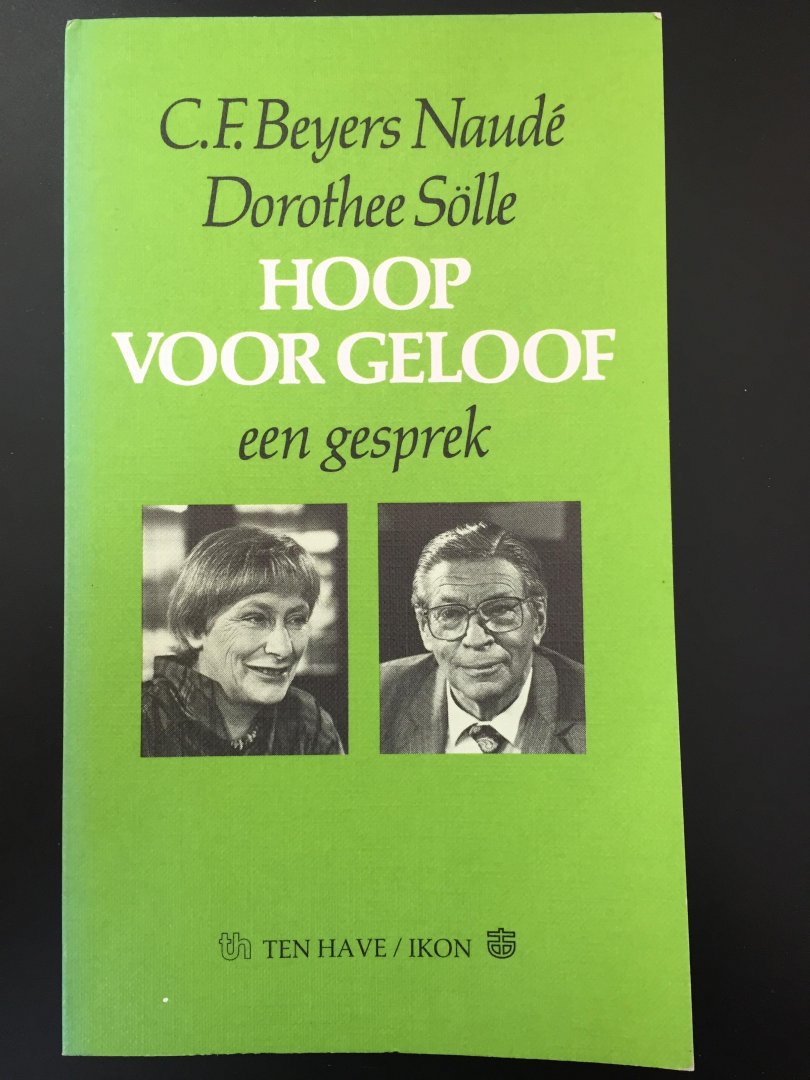 C.F. Beyers Naudé
Dorothee Sölle
HOOP
VOOR GELOOF
een gesprek
th TEN HAVE / IKON